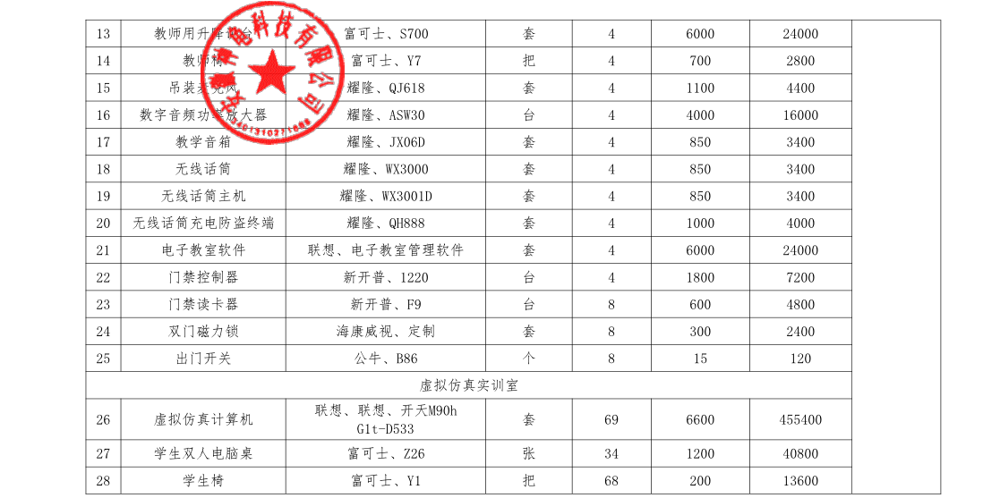 13 教师用升降讲台 富可士、S700 套 4 6000 24000
14 教师椅 富可士、Y7 把 4 700 2800
15 吊装麦克风 耀隆、QJ618 套 4 1100 4400
16 数字音频功率放大器 耀隆、ASW30 台 4 4000 16000
17 教学音箱 耀隆、JX06D 套 4 850 3400
18 无线话筒 耀隆、WX3000 套 4 850 3400
19 无线话筒主机 耀隆、WX3001D 套 4 850 3400
20 无线话筒充电防盗终端 耀隆、QH888 套 4 1000 4000
21 电子教室软件 联想、电子教室管理软件 套 4 6000 24000
22 门禁控制器 新开普、1220 台 4 1800 7200
23 门禁读卡器 新开普、F9 台 8 600 4800
24 双门磁力锁 海康威视、定制 套 8 300 2400
25 出门开关 公牛、B86 个 8 15 120
虚拟仿真实训室
26 虚拟仿真计算机 联想、联想、开天M90h
G1t-D533 套 69 6600 455400
27 学生双人电脑桌 富可士、Z26 张 34 1200 40800
28 学生椅 富可士、Y1 把 68 200 13600
电科技有限公司